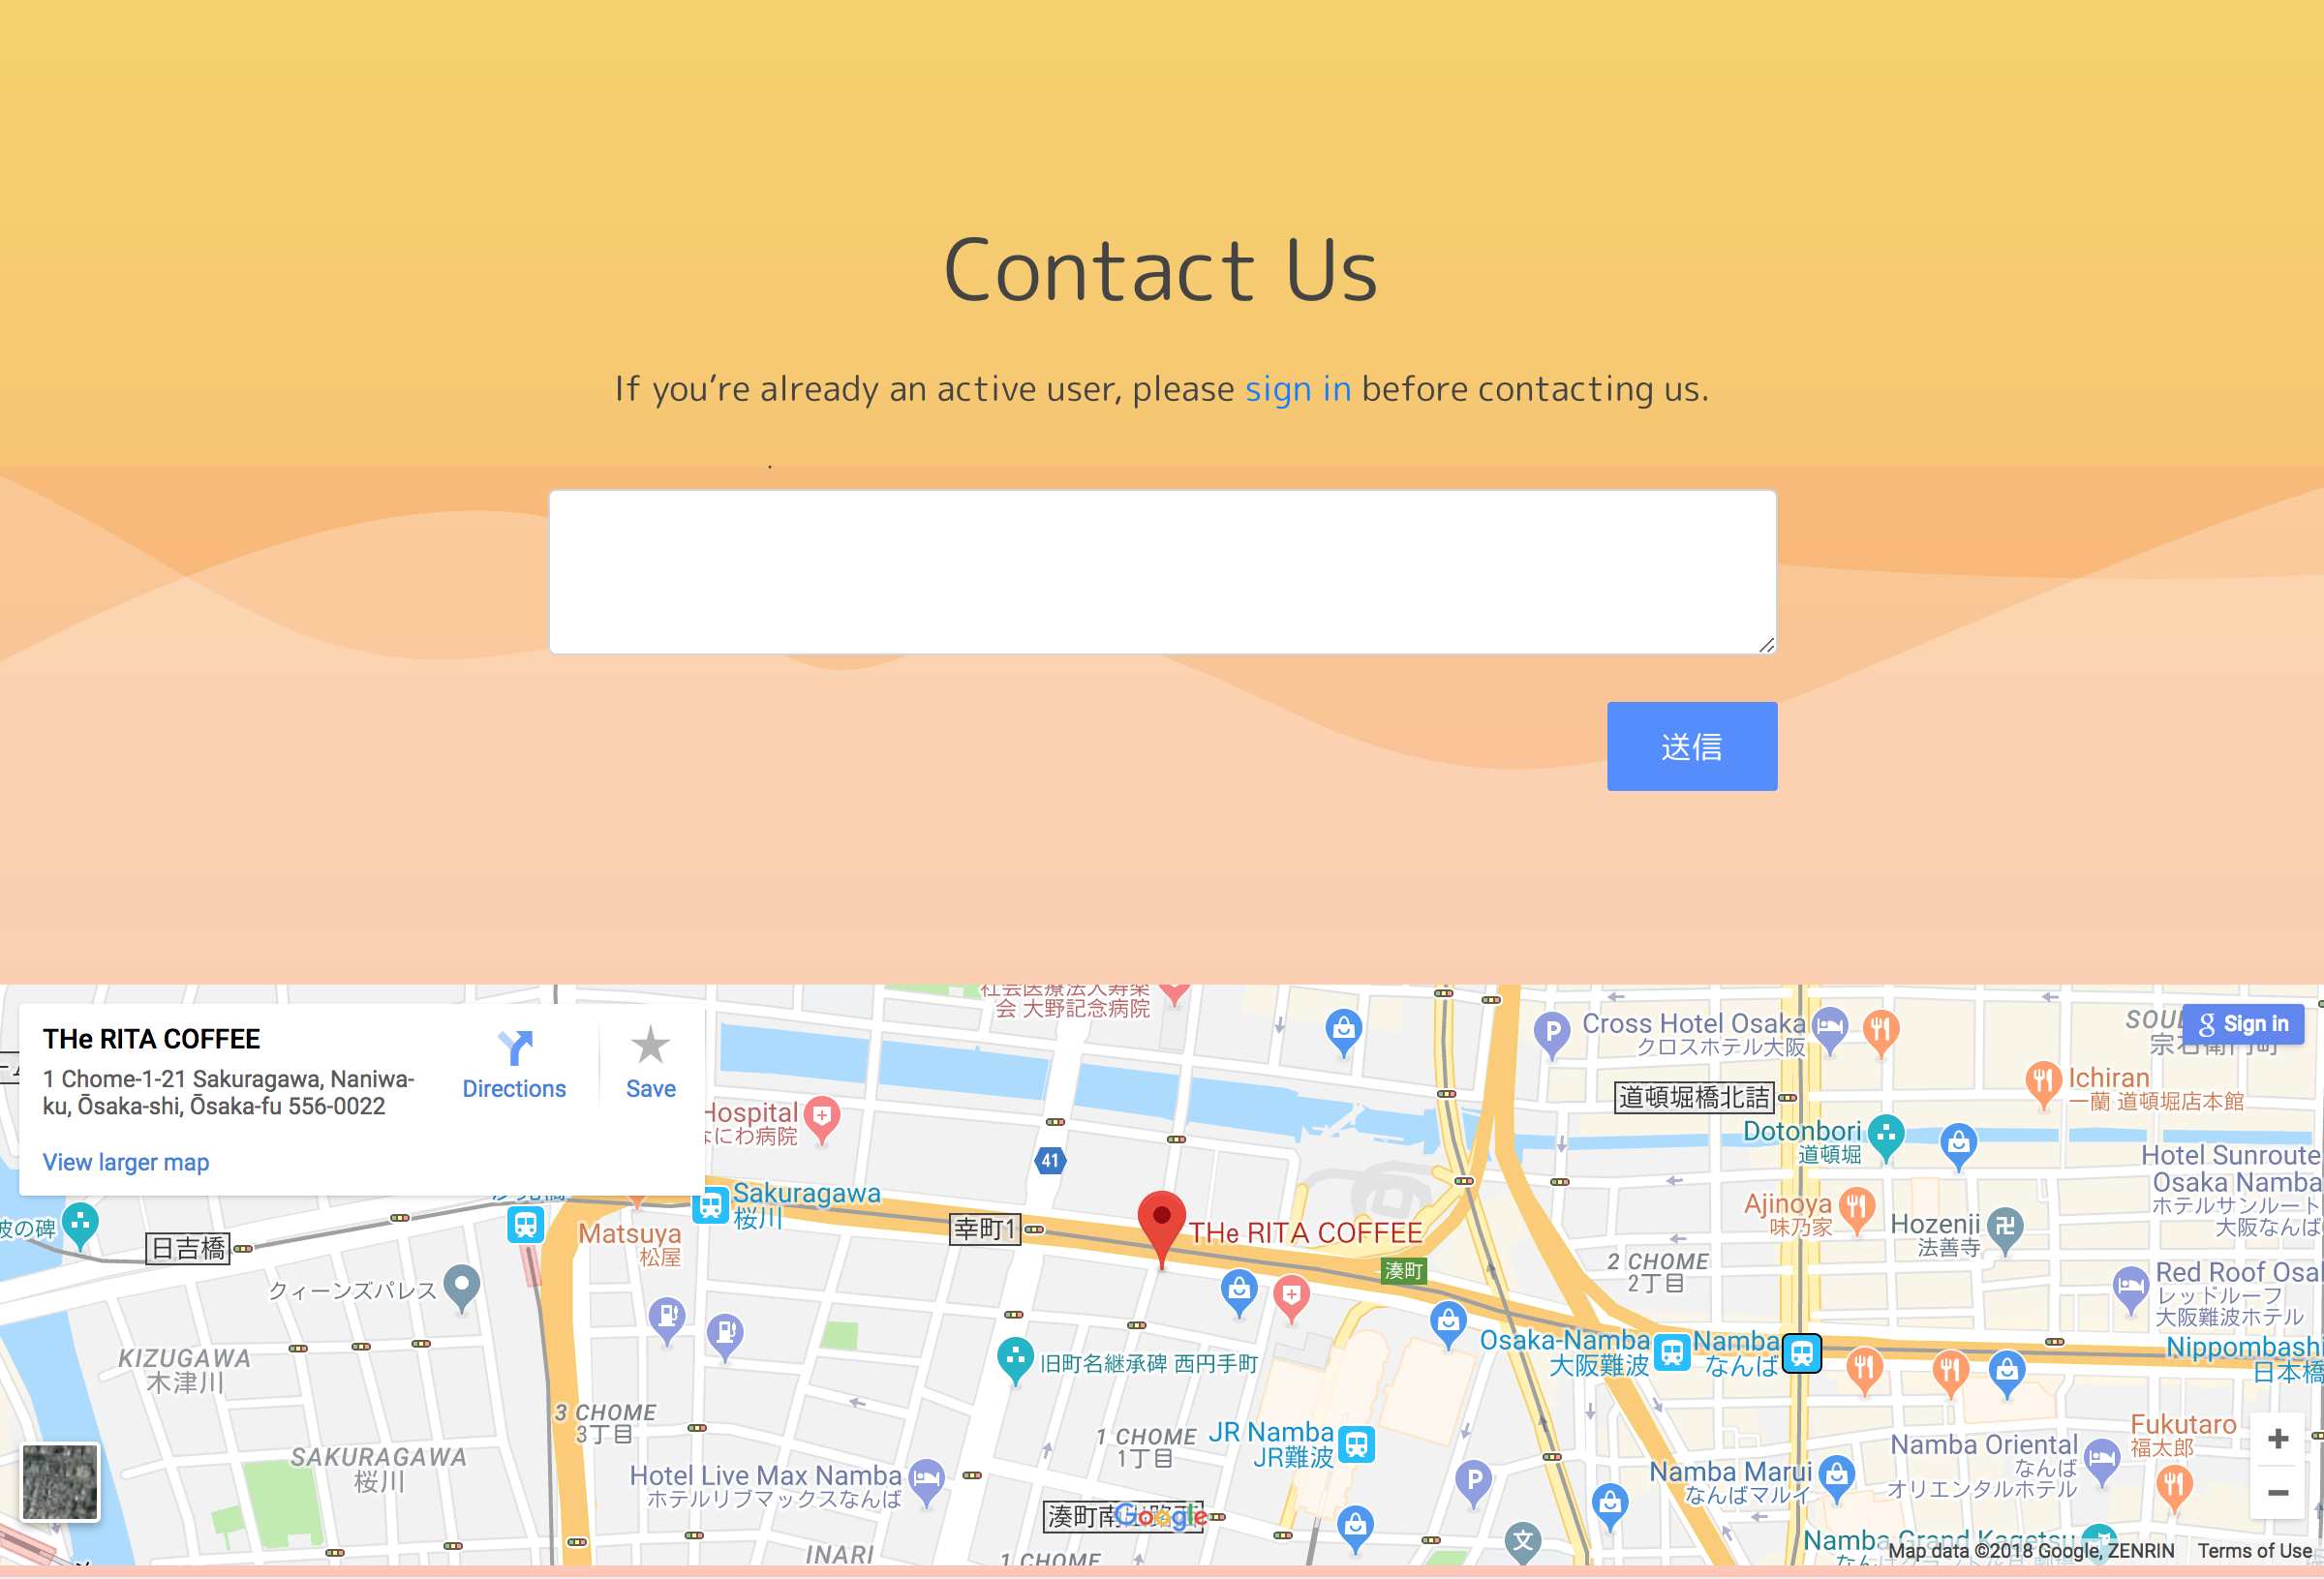 Contact Us
If you’re already an active user, please sign in before contacting us.
送信
THe RITA COFFEE
1 Chome-1-21 Sakuragawa, Naniwa-
ku, Ōsaka-shi, Ōsaka-fu 556-0022
View larger map
Directions
Save
Sign in
会 大野記念病院
Hospital
なにわ病院
41
Cross Hotel Osaka
クロスホテル大阪
道頓堀橋北詰
Ichiran
一蘭 道頓堀店本館
Dotonbori
道頓堀
Hotel Sunroute
Osaka Namba
ホテルサンルート
大阪なんば
Sakuragawa
桜川
Matsuya
松屋
日吉橋
波の碑
クィーンズパレス
幸町1
THe RITA COFFEE
湊町
Ajinoya
味乃家
Hozenji
法善寺
2 CHOME
2丁目
Red Roof Osa
レッドルーフ
大阪難波ホテル
Osaka-Namba
大阪難波
Namba
なんば
Nippombashi
日本橋
KIZUGAWA
木津川
旧町名継承碑 西円手町
3 CHOME
3丁目
1 CHOME
1丁目
JR Namba
JR難波
SAKURAGAWA
桜川
Hotel Live Max Namba
ホテルリブマックスなんば
Namba Marui
なんばマルイ
Namba Oriental
なんば
オリエンタルホテル
Fukutaro
福太郎
Google
INARI
1 CHOME
Namba Grand Kagetsu
Map data ©2018 Google, ZENRIN
Terms of Use